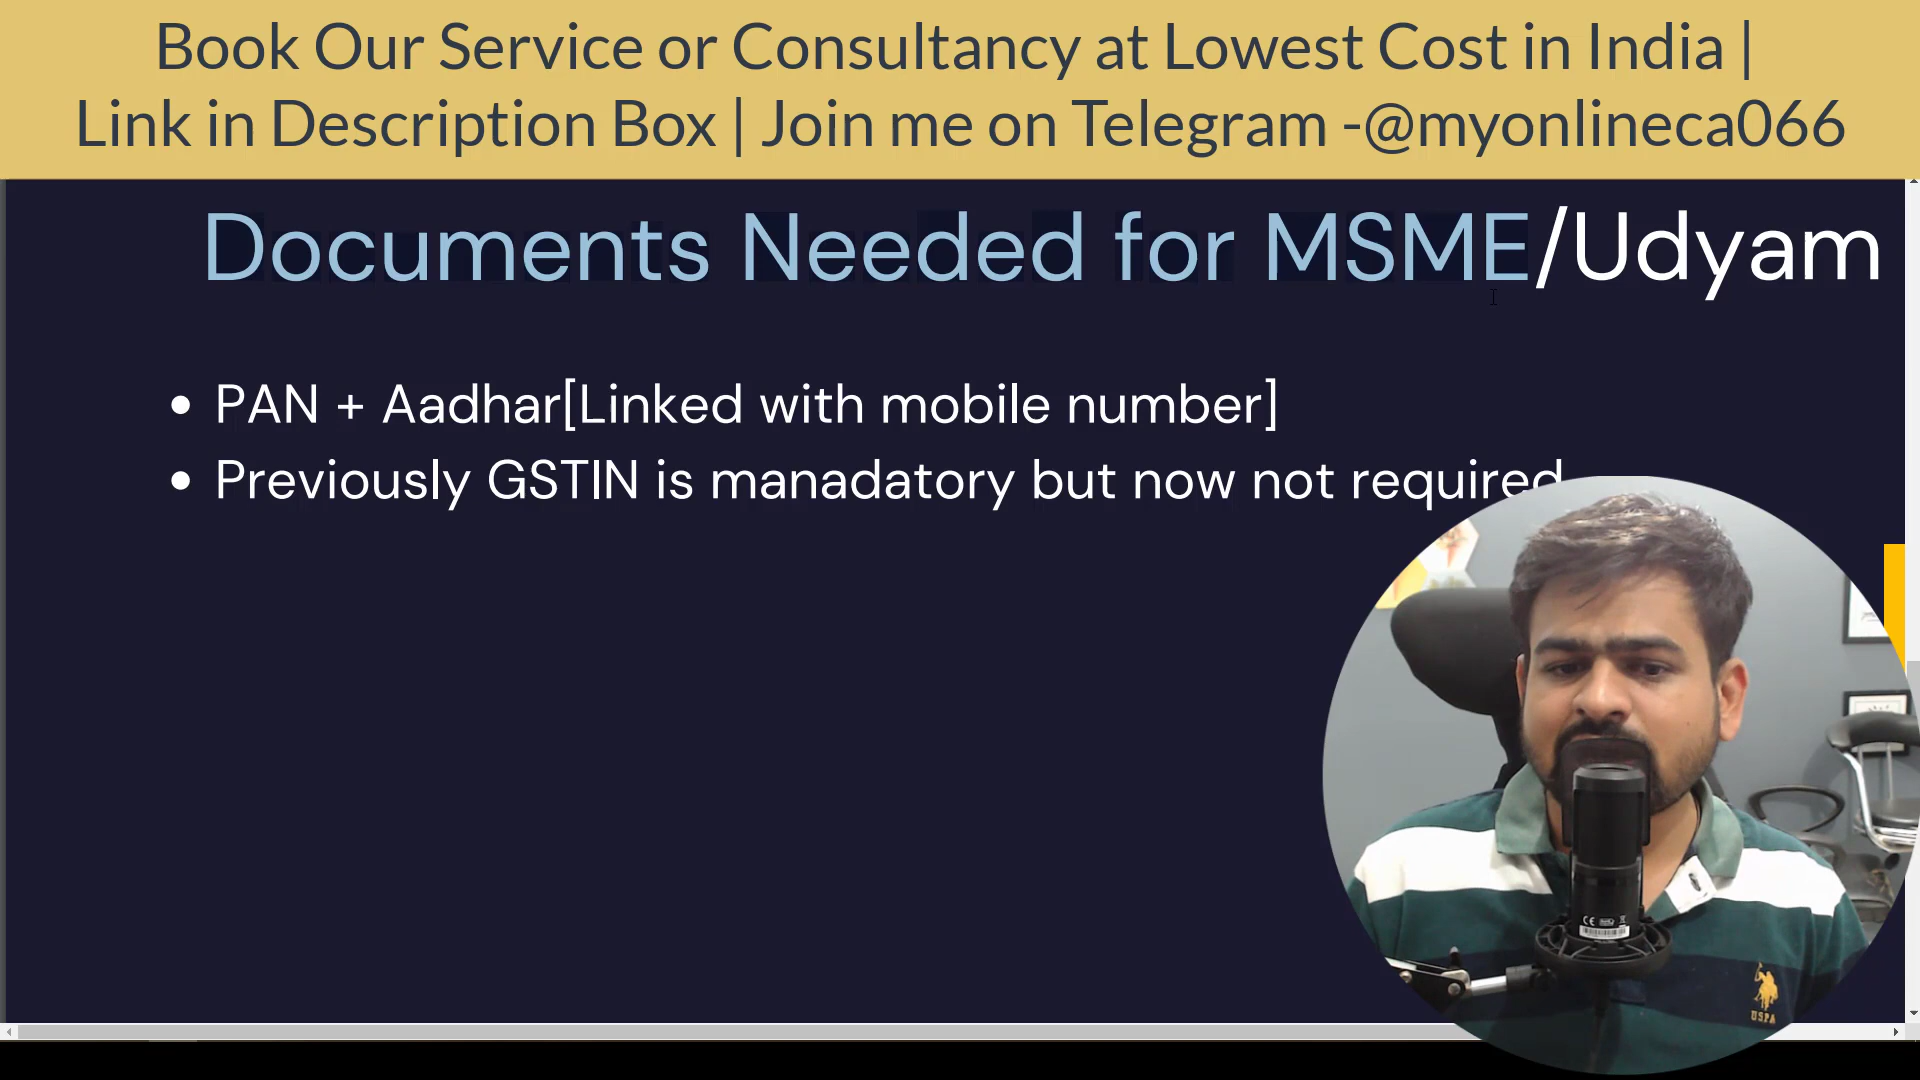 Book Our Service or Consultancy at Lowest Cost in India |
Link in Description Box | Join me on Telegram -@myonlineca066
Documents Needed for MSME/Udyam
• PAN + Aadhar[Linked with mobile number]
• Previously GSTIN is manadatory but now not required
USPA